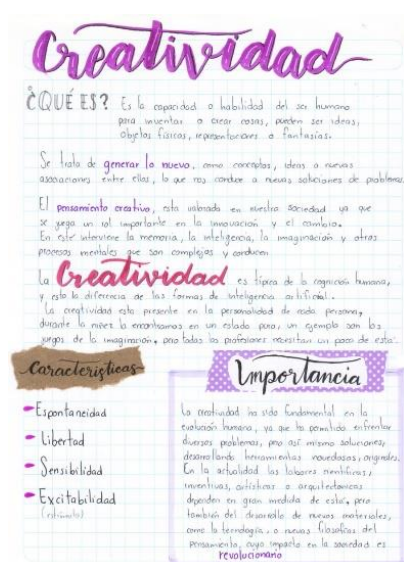 Creatividad
¿QUÉ ES? Es la capacidad o habilidad del ser humano
para inventar o crear cosas, pueden ser ideas,
objetos físicos, representaciones o fantasías.
Se trata de generar lo nuevo, como conceptos, ideas o nuevas
asociaciones entre ellas, lo que nos conduce a nuevas soluciones de problemas.
El pensamiento creativo, esta valorado en nuestra sociedad ya que
se juega un rol importante en la innovación y el cambio.
En este interviene la memoria, la inteligencia, la imaginación y otros
procesos mentales que son complejos y conducen
La Creatividad es típica de la cognición humana,
y esto la diferencia de las formas de inteligencia artificial.
La creatividad esta presente en la personalidad de cada persona,
durante la niñez la encontramos en un estado puro, un ejemplo son los
juegos de la imaginación, para todas las profesiones necesitan un poco de esta.
Características
Espontaneidad
Libertad
Sensibilidad
Excitabilidad
(estímulos)
Importancia
La creatividad ha sido fundamental en la
evolución humana, ya que ha permitido enfrentar
diversos problemas, pero así mismo soluciones,
desarrollando herramientas novedosas, originales.
En la actualidad las labores científicas,
inventivas, artísticas o arquitectonicas
dependen en gran medida de esta, pero
también del desarrollo de nuevos materiales,
como la tecnología, o nuevas filosofías del
pensamiento, cuyo impacto en la sociedad es
revolucionario